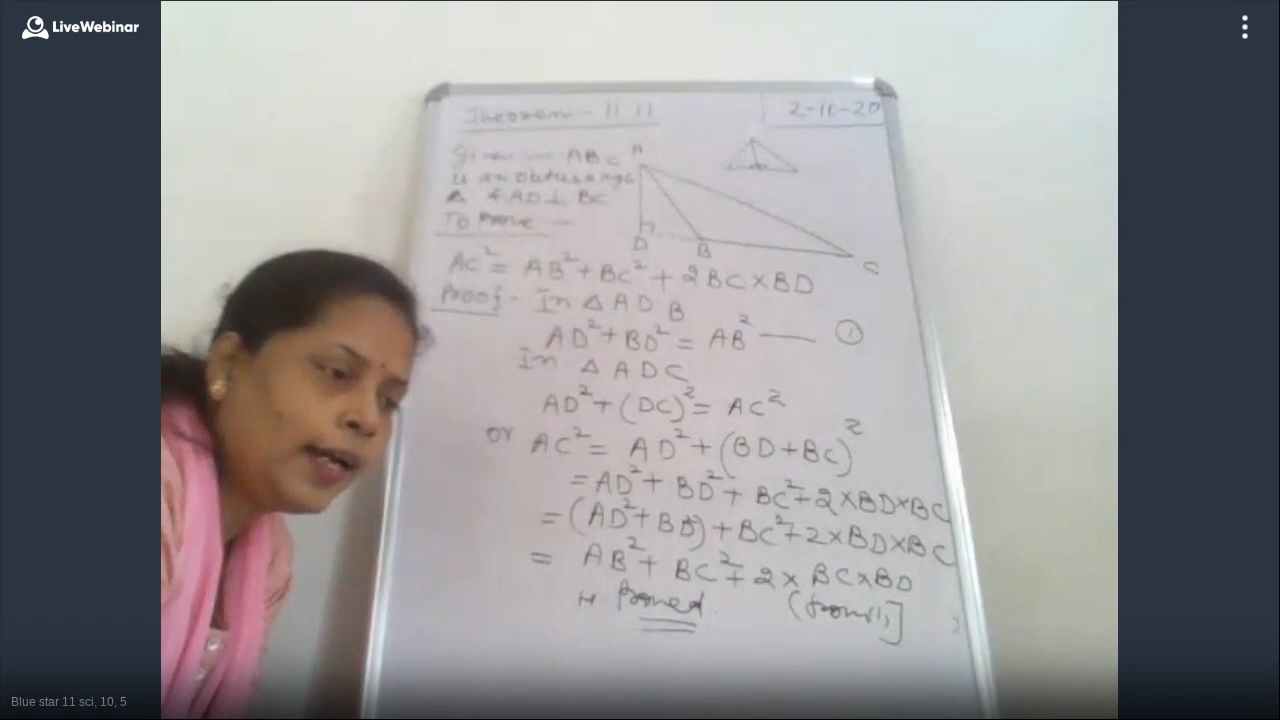 LiveWebinar
Theorem - 11 11
2-11-20
Given - ABC
is an obtuse angle
Δ & AD⊥ BC
To Prove -
A
D
B
C
AC² = AB² + BC² + 2BC×BD
Proof - In Δ ADB
AD² + BD² = AB² —— ①
In Δ ADC
AD² + (DC)² = AC²
or AC² = AD² + (BD+BC)²
= AD² + BD² + BC² + 2×BD×BC
= (AD² + BD²) + BC² + 2×BD×BC
= AB² + BC² + 2× BC×BD
H. Proved.
Blue star 11 sci, 10, 5